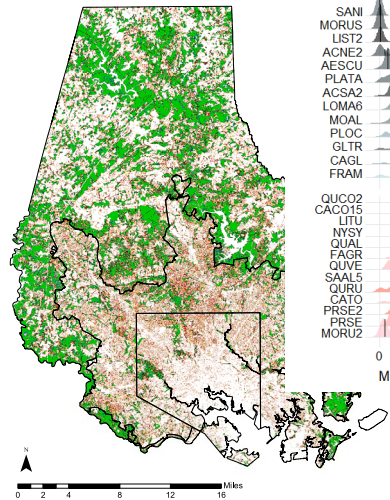 SANI
MORUS
LIST2
ACNE2
AESCU
PLATA
ACSA2
LOMA6
MOAL
PLOC
GLTR
CAGL
FRAM
QUCO2
CACO15
LITU
NYSY
QUAL
FAGR
QUVE
SAAL5
QURU
CATO
PRSE2
PRSE
MORU2
0
M
N
Miles
0 2 4 8 12 16